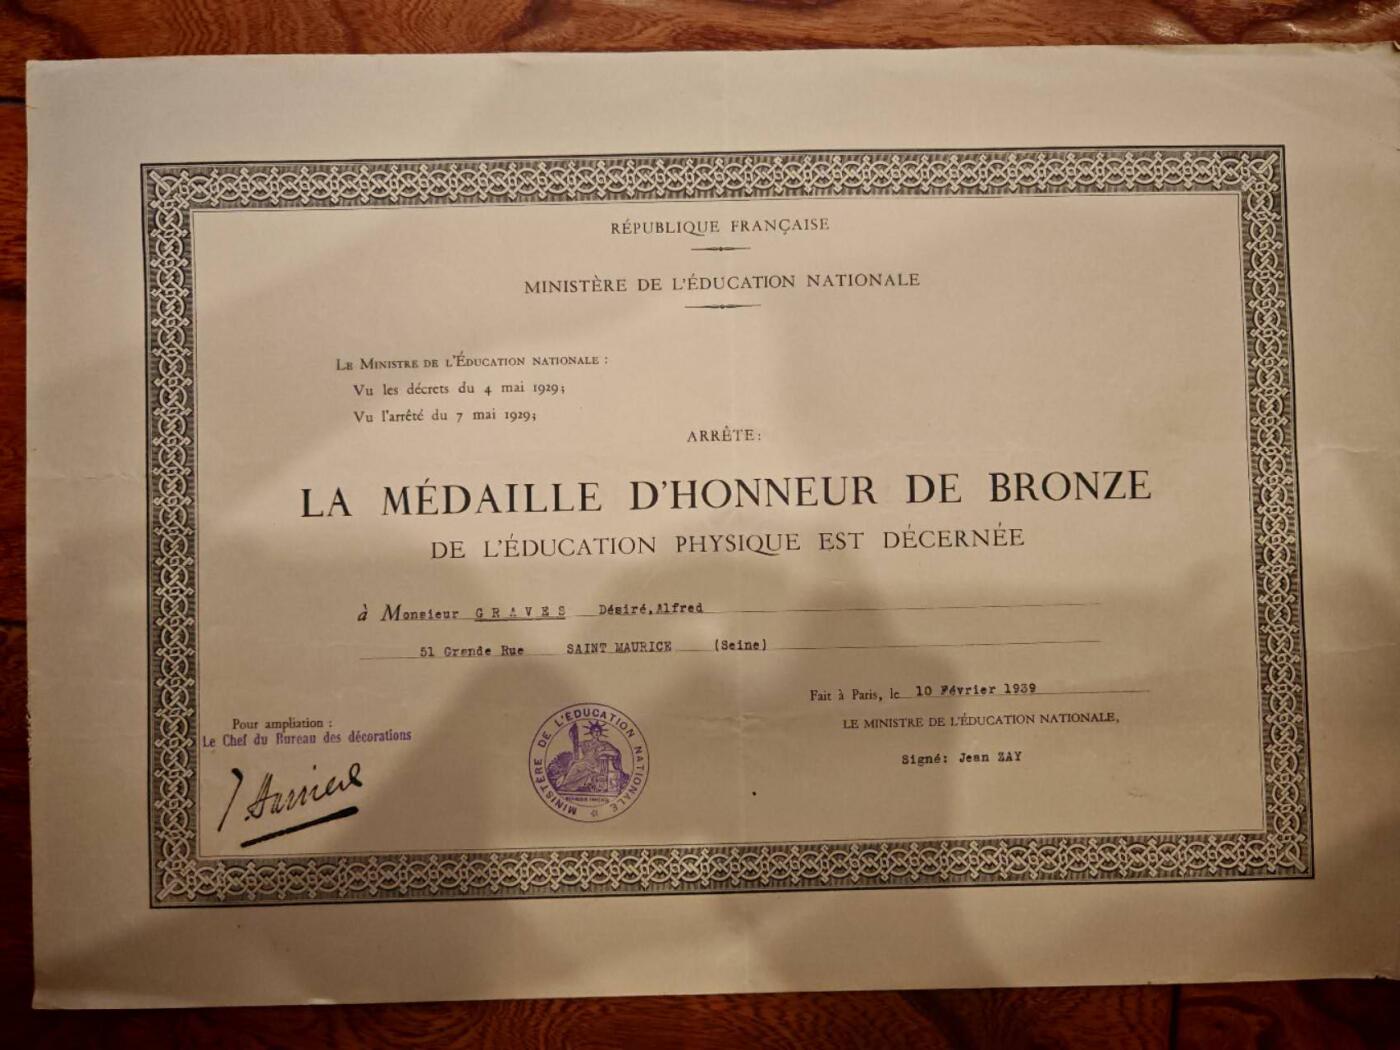 RÉPUBLIQUE FRANÇAISE
MINISTÈRE DE L'ÉDUCATION NATIONALE
LE MINISTRE DE L'ÉDUCATION NATIONALE :
Vu les décrets du 4 mai 1929;
Vu l'arrêté du 7 mai 1929;
ARRÊTE:
LA MÉDAILLE D'HONNEUR DE BRONZE
DE L'ÉDUCATION PHYSIQUE EST DÉCERNÉE
à Monsieur GRAVES Désiré,Alfred
51 Grande Rue SAINT MAURICE (Seine)
Fait à Paris, le 10 Février 1939
LE MINISTRE DE L'ÉDUCATION NATIONALE,
Signé: Jean ZAY
Pour ampliation :
Le Chef du Bureau des décorations
MINISTÈRE DE L'ÉDUCATION NATIONALE